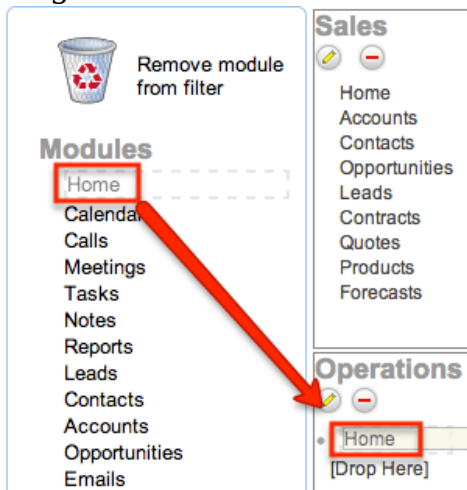 Remove module
from filter
Modules
Home
Calendar
Calls
Meetings
Tasks
Notes
Reports
Leads
Contacts
Accounts
Opportunities
Emails
Sales
Home
Accounts
Contacts
Opportunities
Leads
Contracts
Quotes
Products
Forecasts
Operations
Home
[Drop Here]